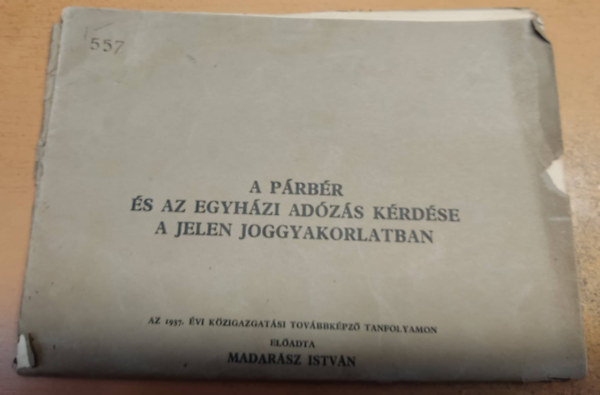 557
A PÁRBÉR
ÉS AZ EGYHÁZI ADÓZÁS KÉRDÉSE
A JELEN JOGGYAKORLATBAN
AZ 1937. ÉVI KÖZIGAZGATÁSI TOVÁBBKÉPZŐ TANFOLYAMON
ELŐADTA
MADARÁSZ ISTVÁN